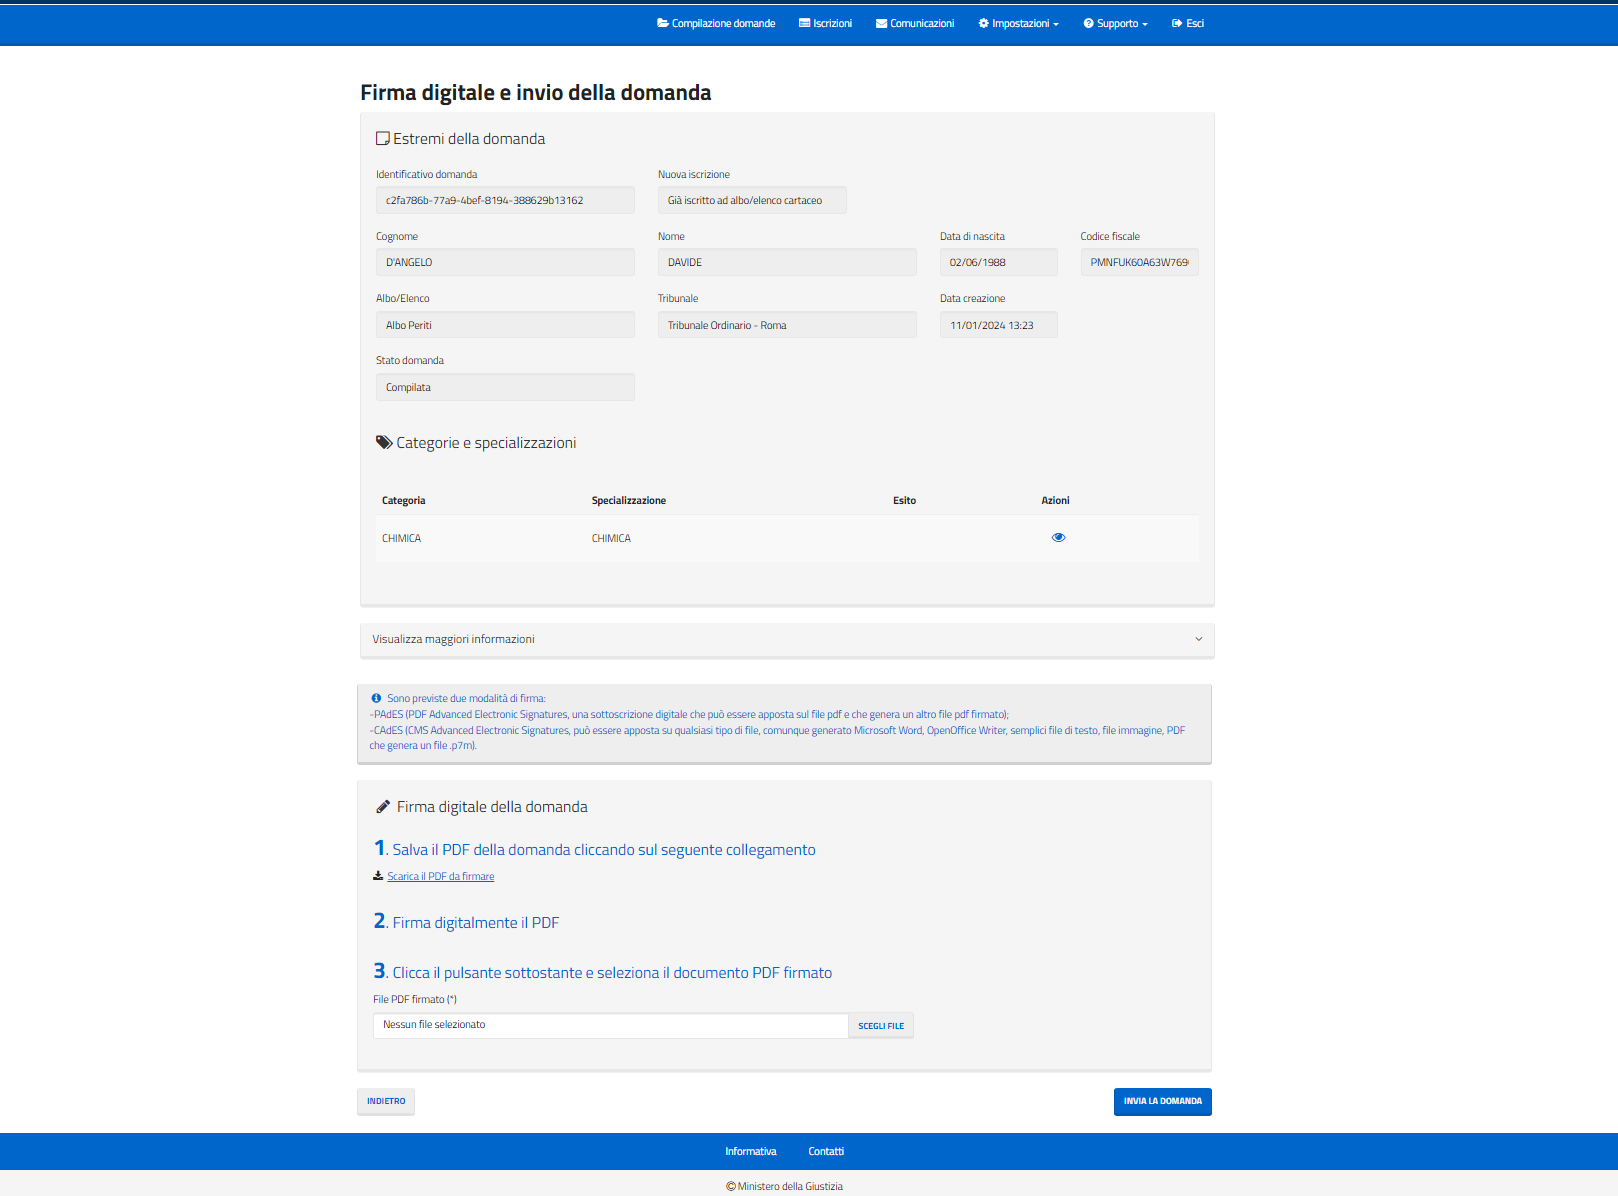 Compilazione domande Iscrizioni Comunicazioni Impostazioni Supporto Esci
Firma digitale e invio della domanda
Estremi della domanda
Identificativo domanda Nuova iscrizione
c2fa786b-77a9-4bef-8194-388629b13162 Già iscritto ad albo/elenco cartaceo
Cognome Nome Data di nascita Codice fiscale
D'ANGELO DAVIDE 02/06/1988 PMNFUK60A63W769
Albo/Elenco Tribunale Data creazione
Albo Periti Tribunale Ordinario - Roma 11/01/2024 13:23
Stato domanda
Compilata
Categorie e specializzazioni
Categoria Specializzazione Esito Azioni
CHIMICA CHIMICA
Visualizza maggiori informazioni
Sono previste due modalità di firma:
-PAdES (PDF Advanced Electronic Signatures, una sottoscrizione digitale che può essere apposta sul file pdf e che genera un altro file pdf firmato);
-CAdES (CMS Advanced Electronic Signatures, può essere apposta su qualsiasi tipo di file, comunque generato Microsoft Word, OpenOffice Writer, semplici file di testo, file immagine, PDF
che genera un file .p7m).
Firma digitale della domanda
1. Salva il PDF della domanda cliccando sul seguente collegamento
Scarica il PDF da firmare
2. Firma digitalmente il PDF
3. Clicca il pulsante sottostante e seleziona il documento PDF firmato
File PDF firmato (*)
Nessun file selezionato SCEGLI FILE
INDIETRO INVIA LA DOMANDA
Informativa Contatti
© Ministero della Giustizia